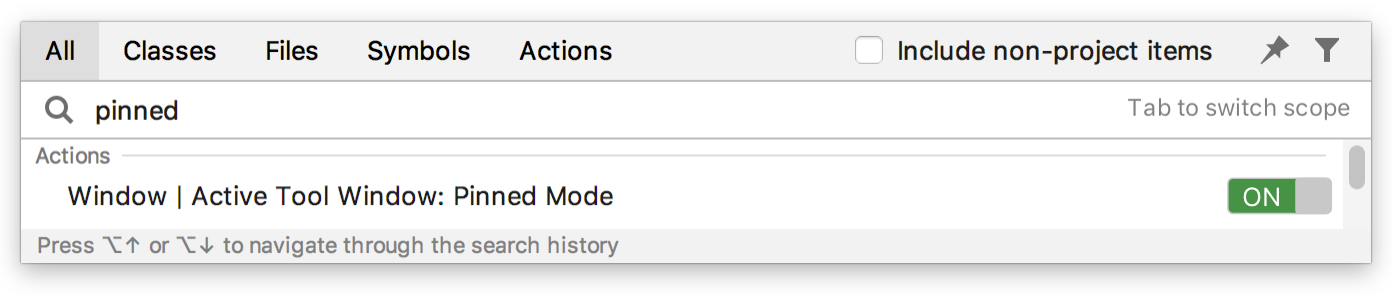 All Classes Files Symbols Actions Include non-project items
pinned Tab to switch scope
Actions
Window | Active Tool Window: Pinned Mode ON
Press ⌥↑ or ⌥↓ to navigate through the search history